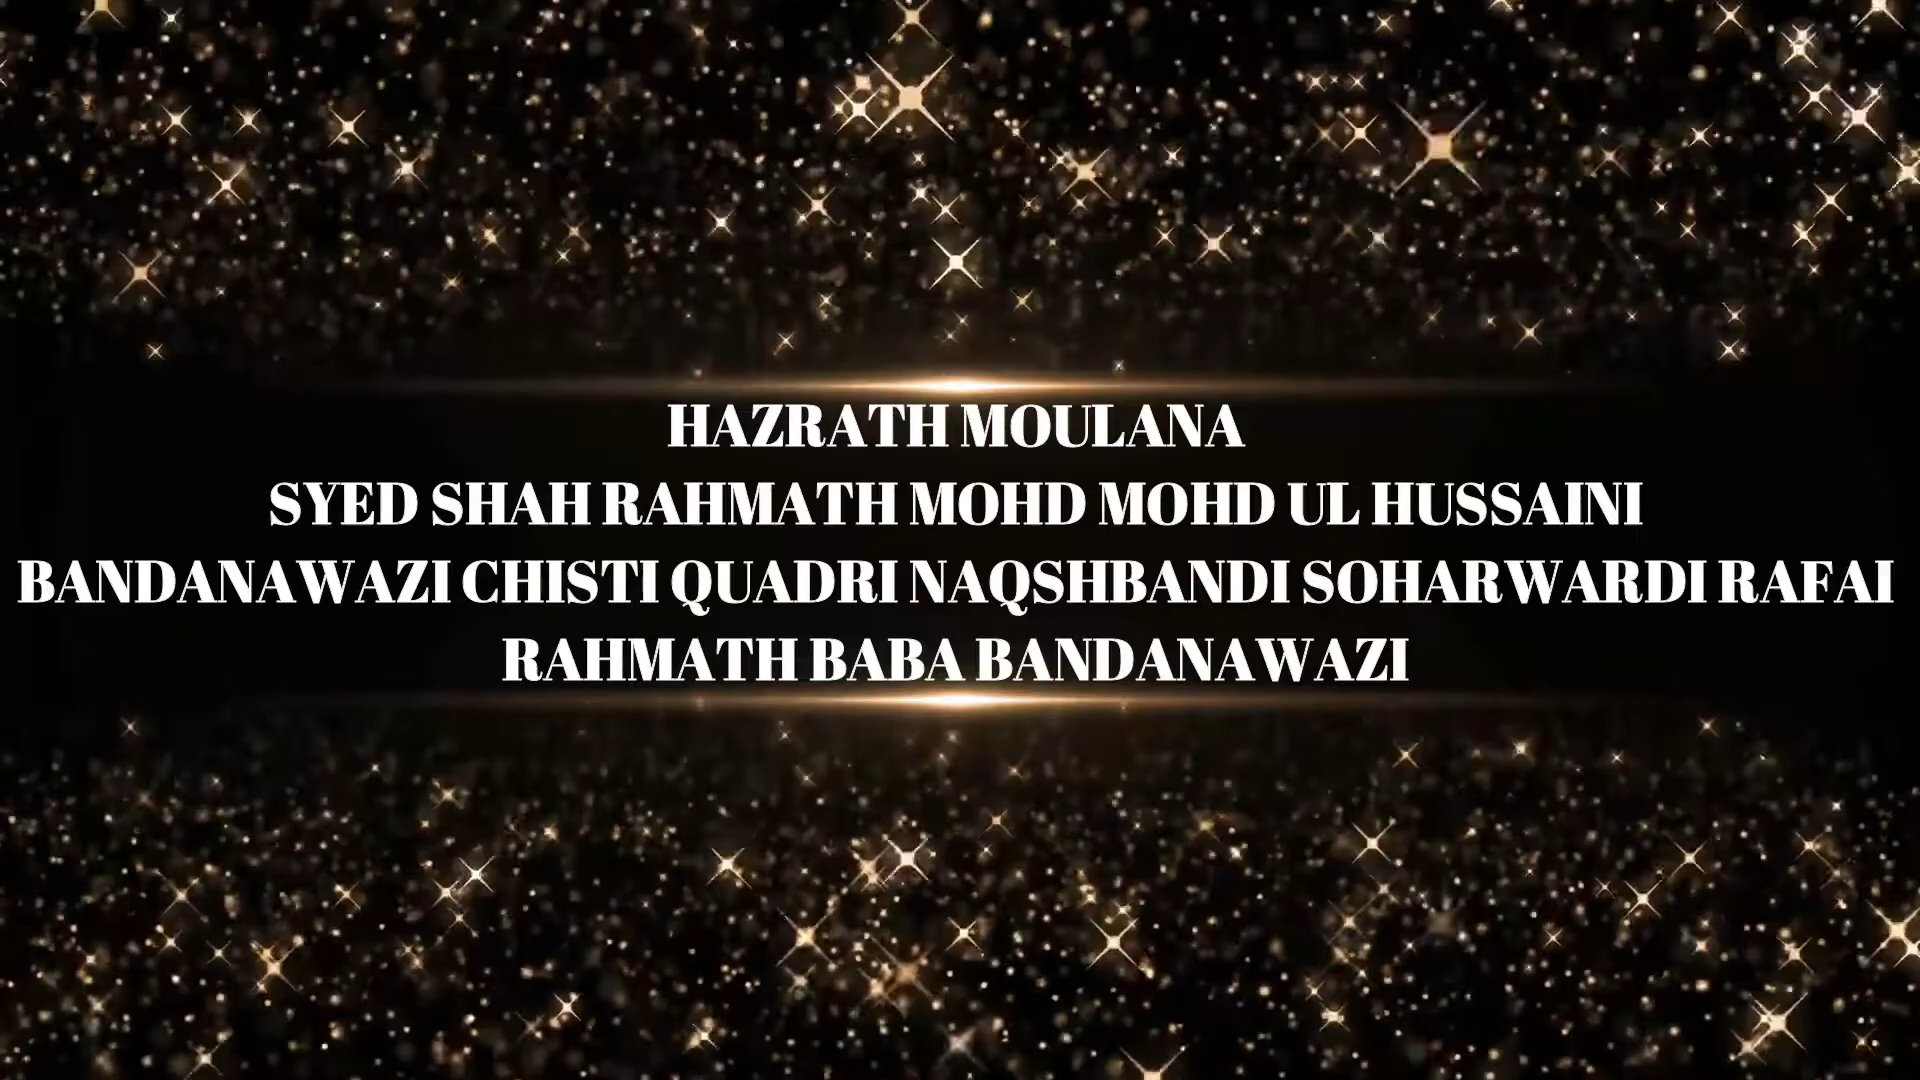 HAZRATH MOULANA
SYED SHAH RAHMATH MOHD MOHD UL HUSSAINI
BANDANAWAZI CHISTI QUADRI NAQSHBANDI SOHARWARDI RAFAI
RAHMATH BABA BANDANAWAZI